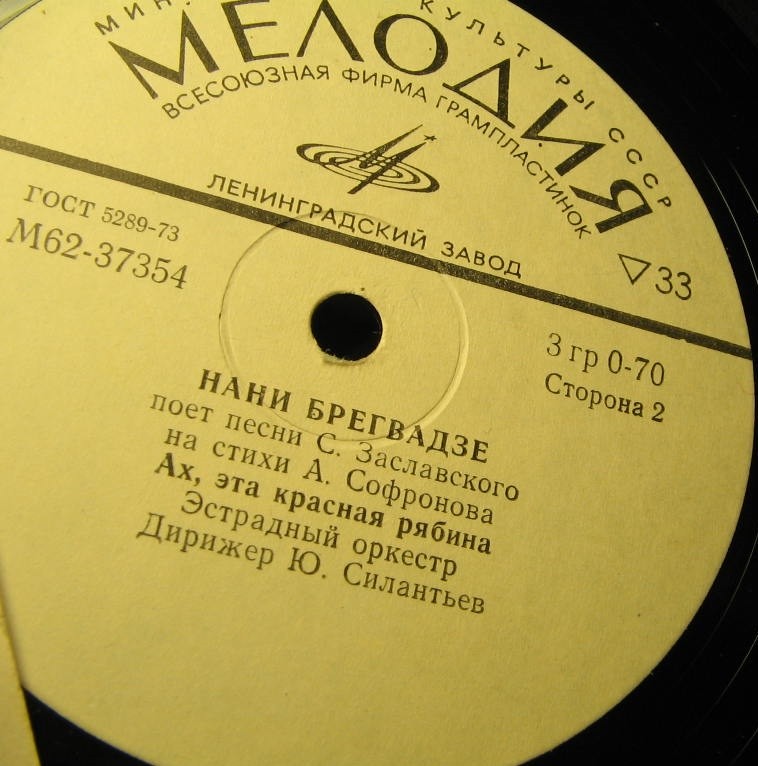 МИН. КУЛЬТУРЫ СССР
МЕЛОДИЯ
ВСЕСОЮЗНАЯ ФИРМА ГРАМПЛАСТИНОК
ЛЕНИНГРАДСКИЙ ЗАВОД
ГОСТ 5289-73
М62-37354
33
3 гр 0-70
Сторона 2
НАНИ БРЕГВАДЗЕ
поет песни С. Заславского
на стихи А. Софронова
Ах, эта красная рябина
Эстрадный оркестр
Дирижер Ю. Силантьев